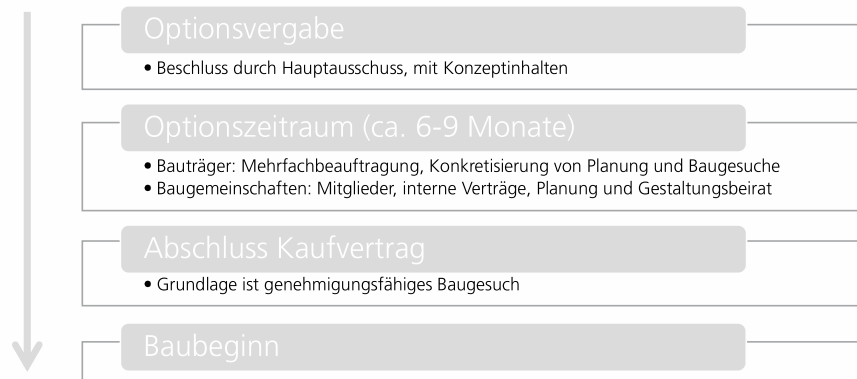 Optionsvergabe
• Beschluss durch Hauptausschuss, mit Konzeptinhalten
Optionszeitraum (ca. 6-9 Monate)
• Bauträger: Mehrfachbeauftragung, Konkretisierung von Planung und Baugesuche
• Baugemeinschaften: Mitglieder, interne Verträge, Planung und Gestaltungsbeirat
Abschluss Kaufvertrag
• Grundlage ist genehmigungsfähiges Baugesuch
Baubeginn